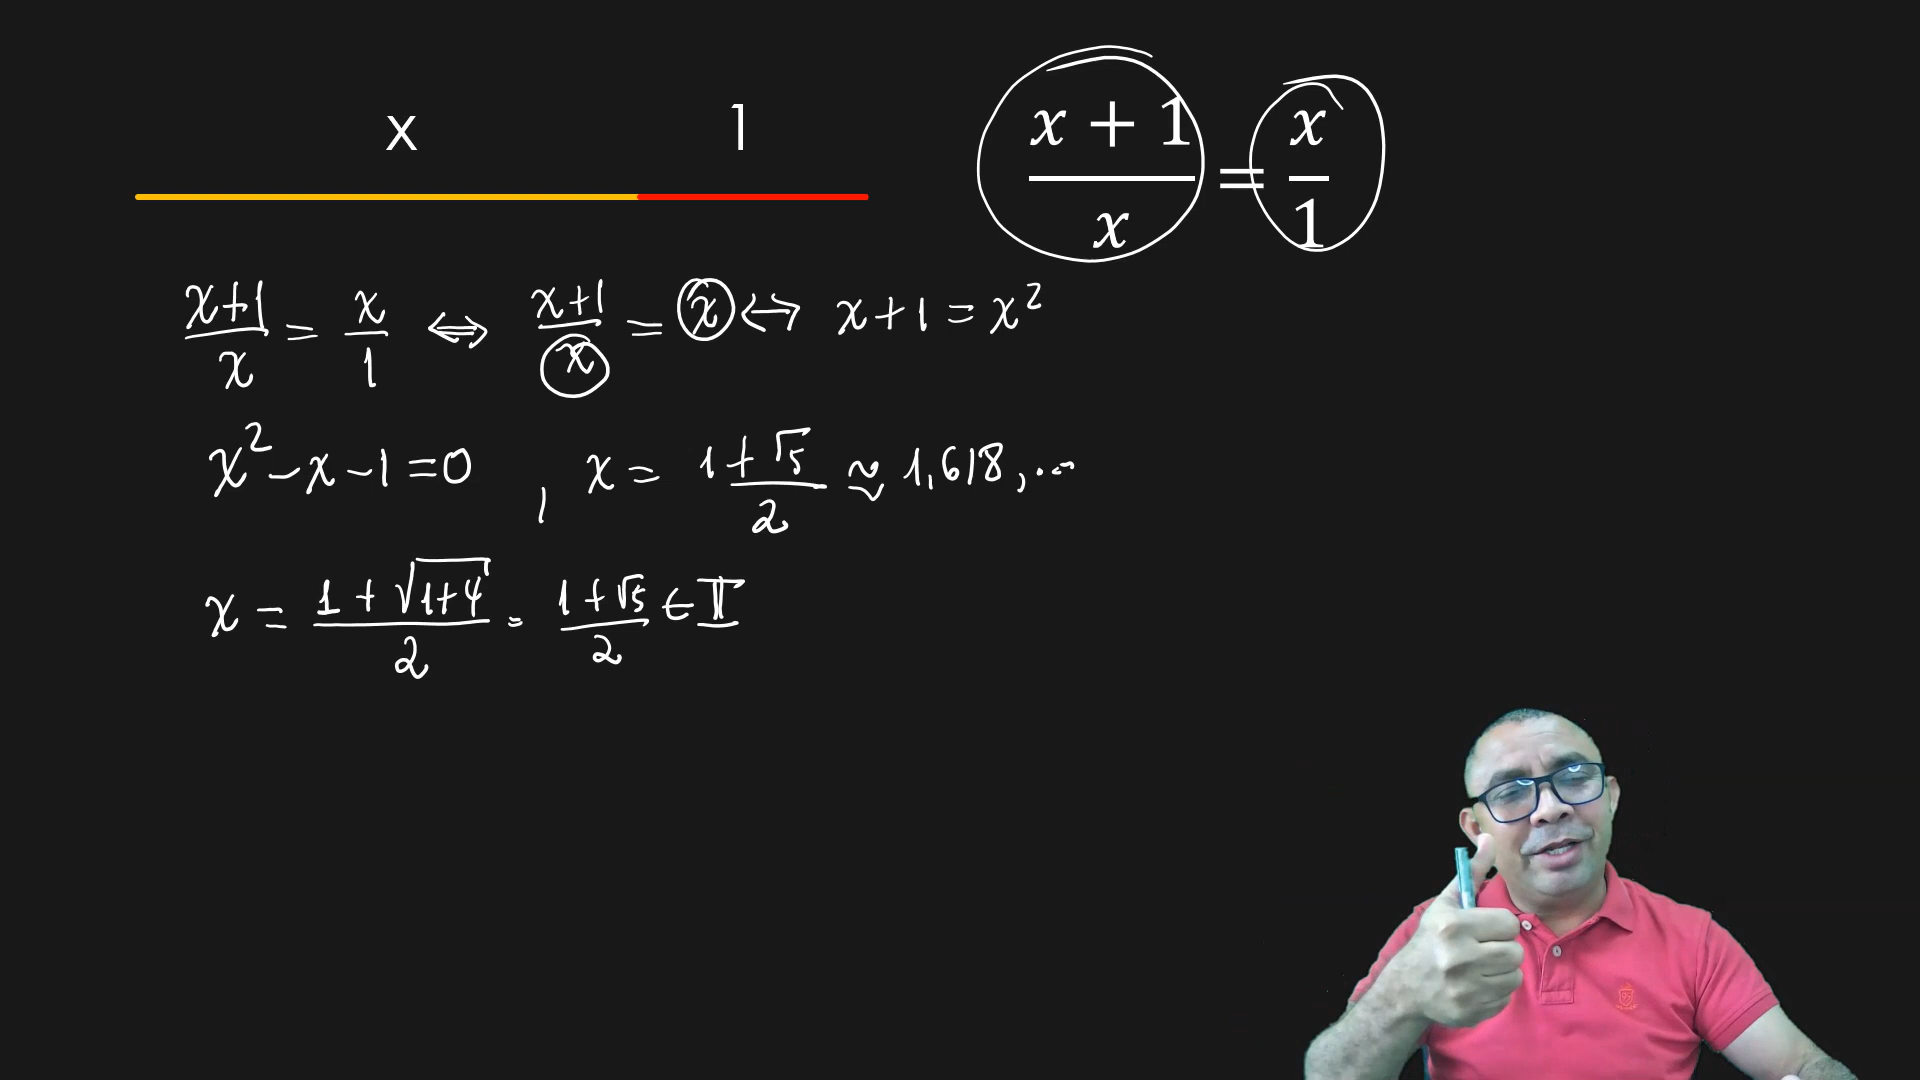 x 1
(x + 1)/x = x/1
(x+1)/x = x/1 ⟺ (x+1)/x = x ⟺ x+1 = x²
x² - x - 1 = 0 , x = (1+√5)/2 ≈ 1,618,...
x = (1 + √(1+4))/2 = (1+√5)/2 ∈ 𝕀